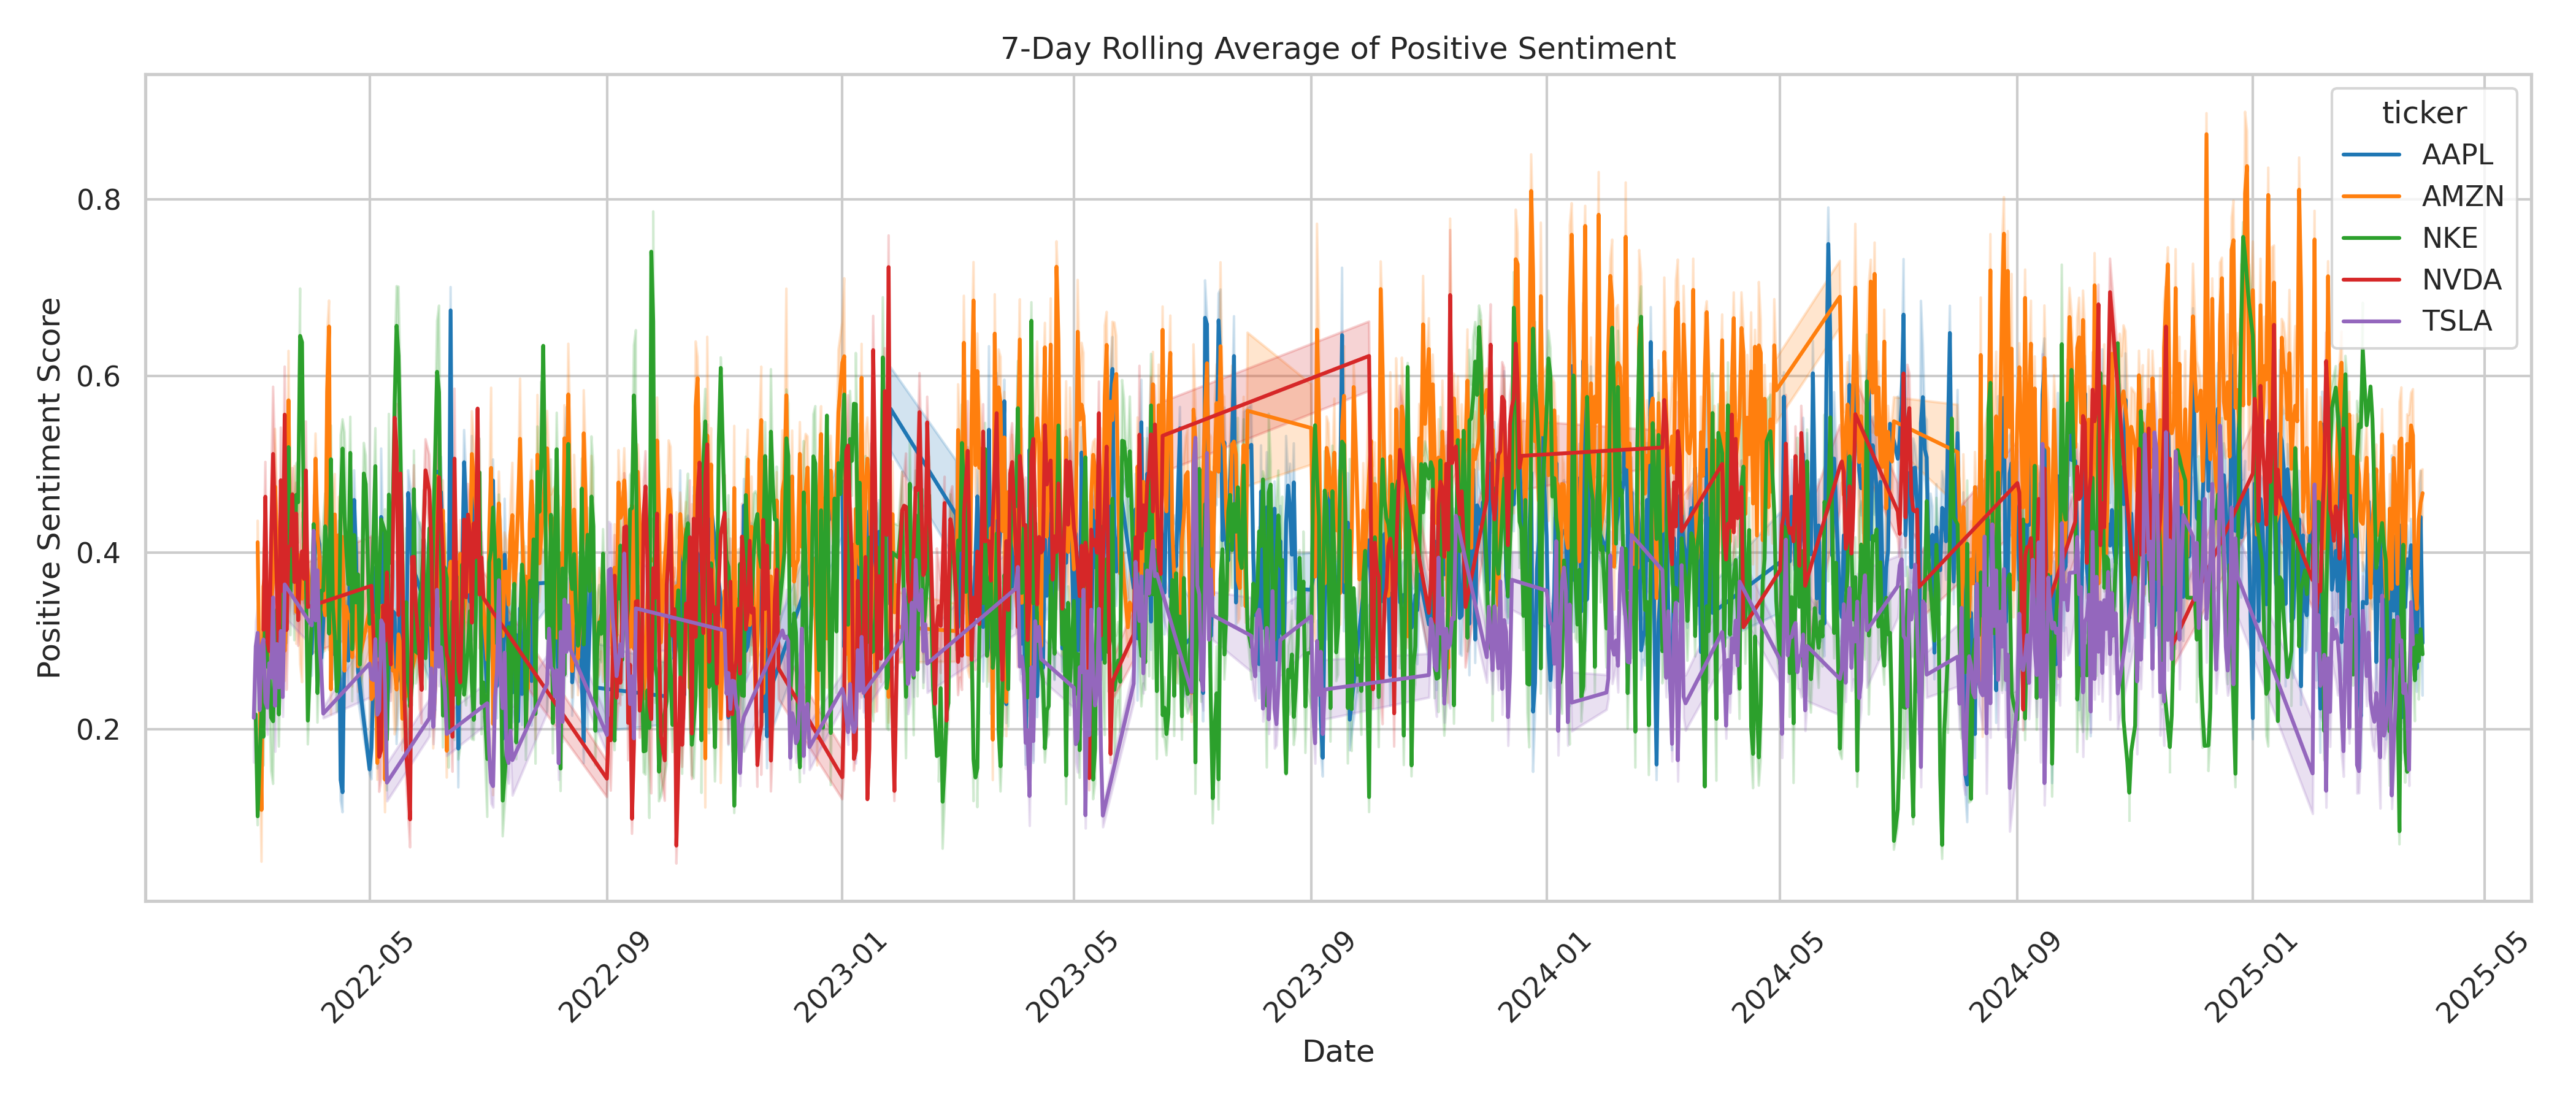 7-Day Rolling Average of Positive Sentiment
ticker
AAPL
AMZN
NKE
NVDA
TSLA
Positive Sentiment Score
0.8
0.6
0.4
0.2
2022-05
2022-09
2023-01
2023-05
2023-09
2024-01
2024-05
2024-09
2025-01
2025-05
Date